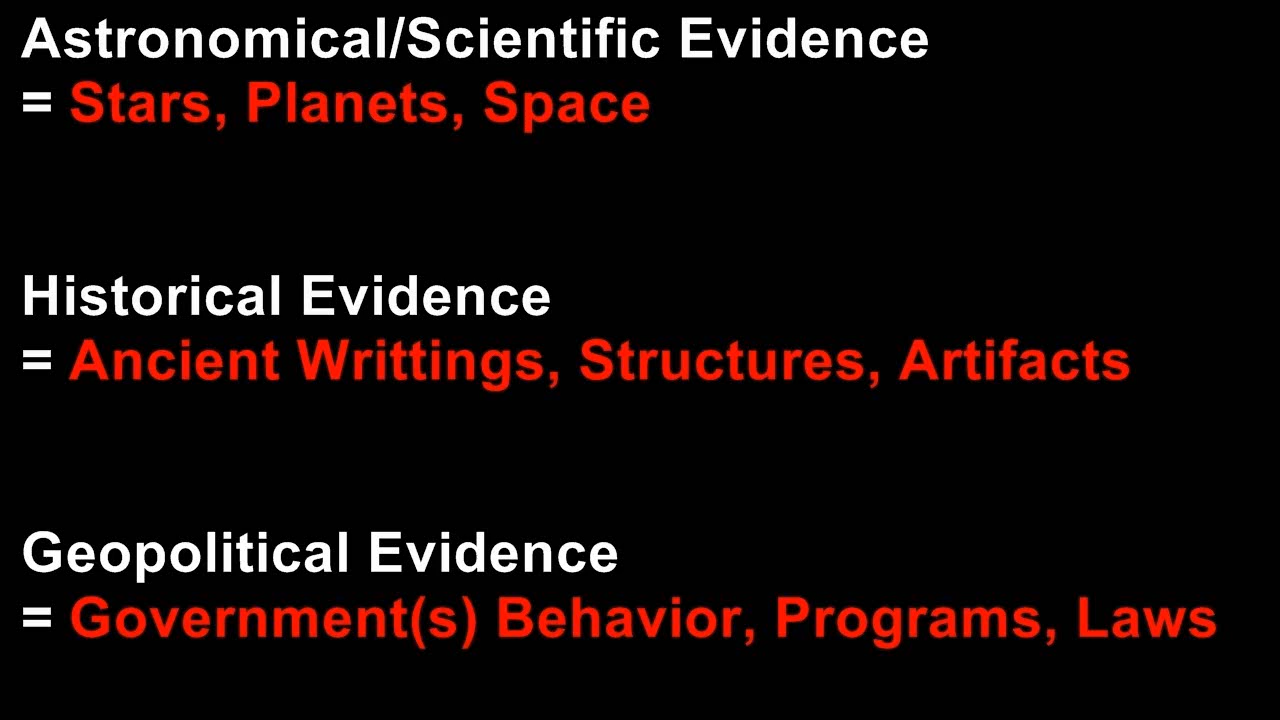 Astronomical/Scientific Evidence
= Stars, Planets, Space
Historical Evidence
= Ancient Writtings, Structures, Artifacts
Geopolitical Evidence
= Government(s) Behavior, Programs, Laws